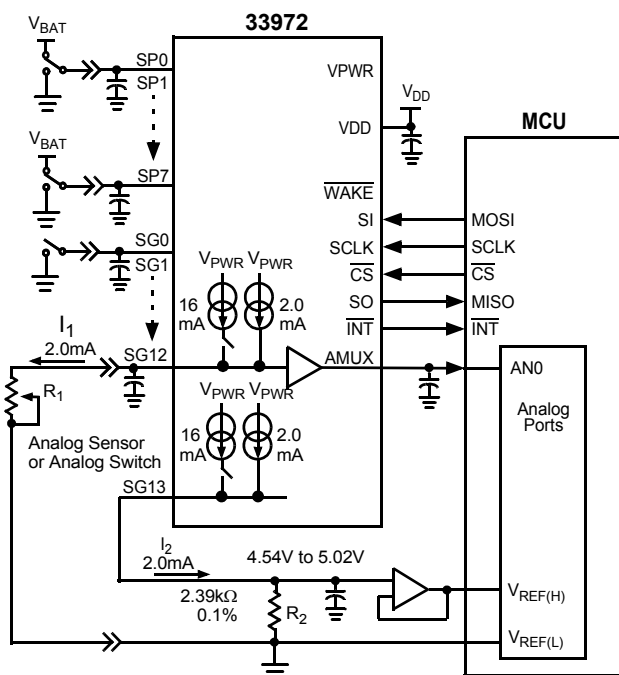 33972
MCU
V_BAT
SP0
SP1
VPWR
V_DD
VDD
V_BAT
SP7
WAKE
SI
MOSI
SG0
SG1
SCLK
SCLK
CS
CS
SO
MISO
INT
INT
V_PWR V_PWR
16 mA
2.0 mA
I_1
2.0mA
SG12
AMUX
AN0
R_1
Analog
Ports
Analog Sensor
or Analog Switch
V_PWR V_PWR
16 mA
2.0 mA
SG13
I_2
2.0mA
4.54V to 5.02V
2.39kΩ
0.1%
R_2
V_REF(H)
V_REF(L)